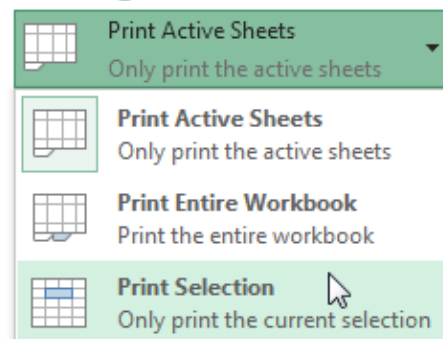 Print Active Sheets
Only print the active sheets
Print Active Sheets
Only print the active sheets
Print Entire Workbook
Print the entire workbook
Print Selection
Only print the current selection